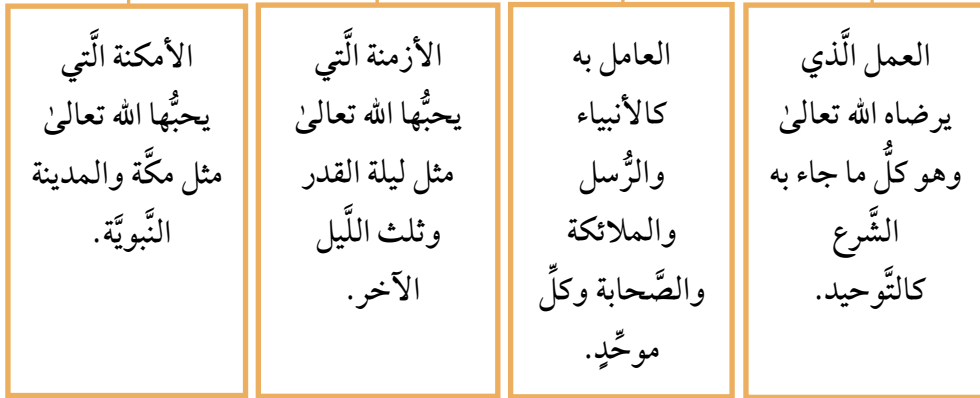 العمل الَّذي
يرضاه الله تعالىٰ
وهو كلُّ ما جاء به
الشَّرع
كالتَّوحيد.
العامل به
كالأنبياء
والرُّسل
والملائكة
والصَّحابة وكلِّ
موحِّدٍ.
الأزمنة الَّتي
يحبُّها الله تعالىٰ
مثل ليلة القدر
وثلث اللَّيل
الآخر.
الأمكنة الَّتي
يحبُّها الله تعالىٰ
مثل مكَّة والمدينة
النَّبويَّة.